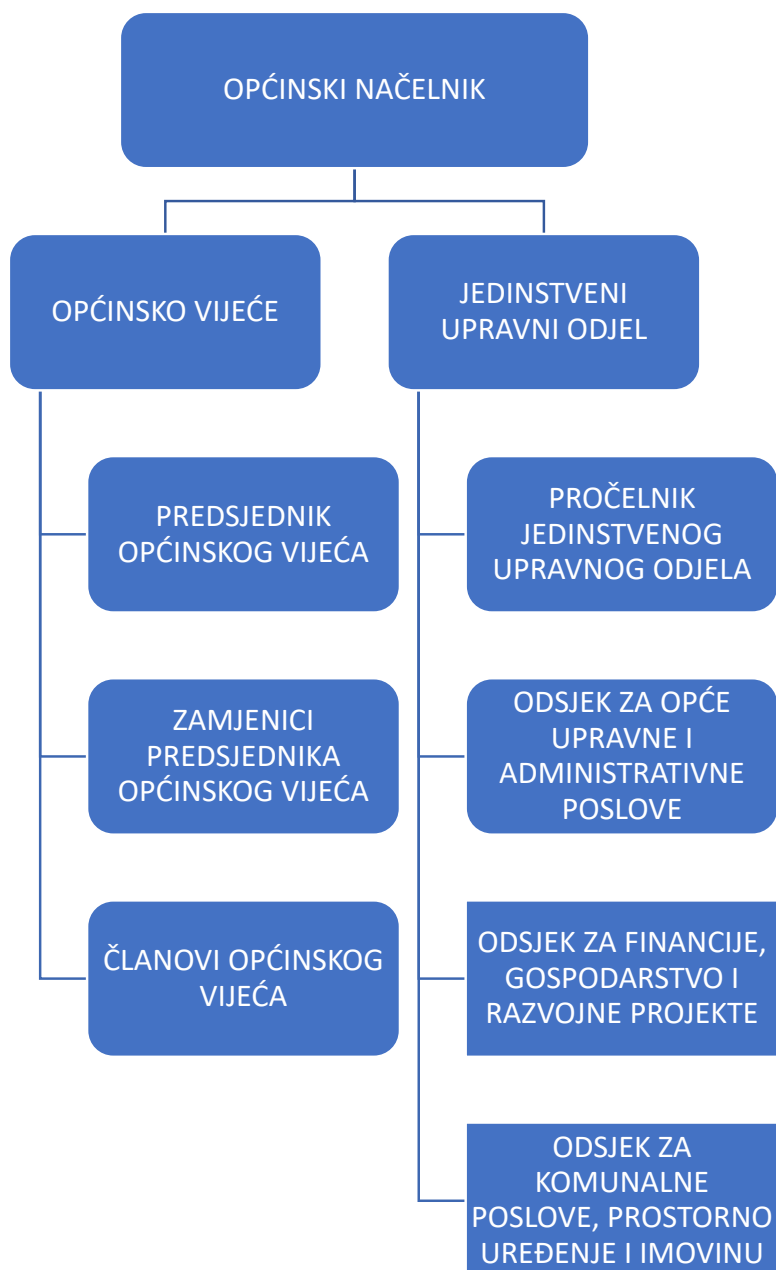 OPĆINSKI NAČELNIK
OPĆINSKO VIJEĆE
JEDINSTVENI
UPRAVNI ODJEL
PREDSJEDNIK
OPĆINSKOG VIJEĆA
PROČELNIK
JEDINSTVENOG
UPRAVNOG ODJELA
ZAMJENICI
PREDSJEDNIKA
OPĆINSKOG VIJEĆA
ODSJEK ZA OPĆE
UPRAVNE I
ADMINISTRATIVNE
POSLOVE
ČLANOVI OPĆINSKOG
VIJEĆA
ODSJEK ZA FINANCIJE,
GOSPODARSTVO I
RAZVOJNE PROJEKTE
ODSJEK ZA
KOMUNALNE
POSLOVE, PROSTORNO
UREĐENJE I IMOVINU